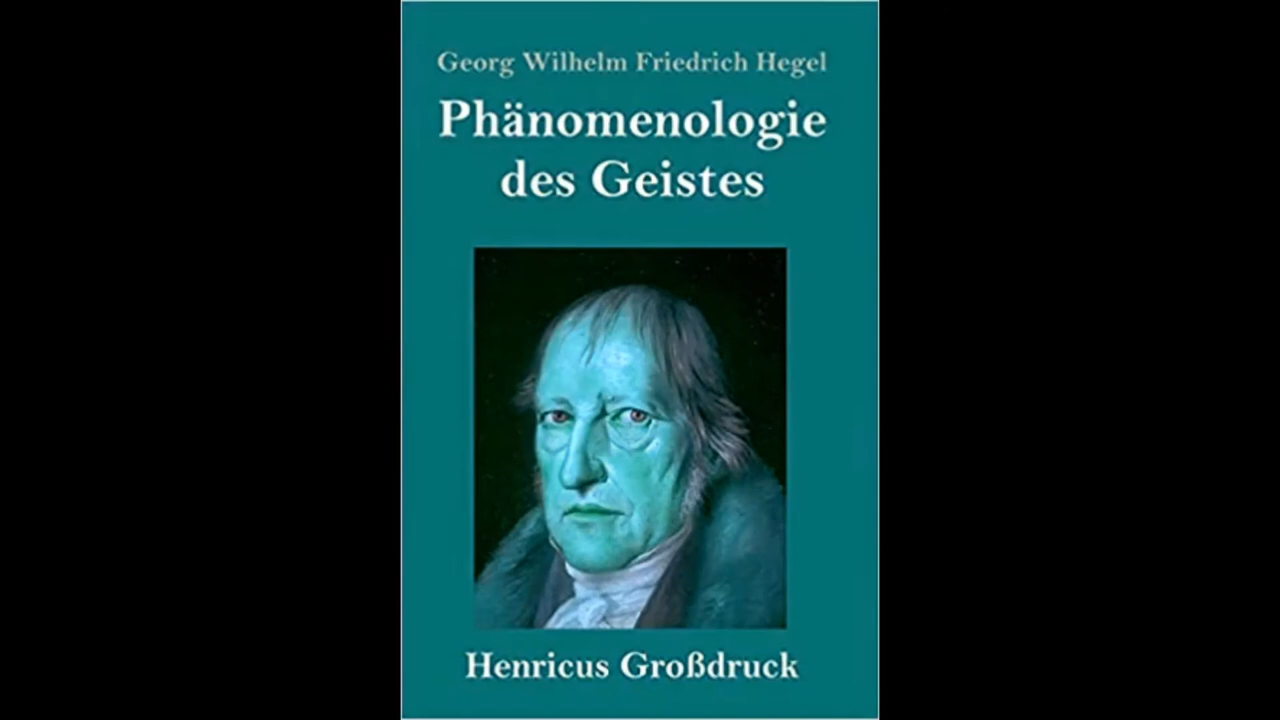 Georg Wilhelm Friedrich Hegel
Phänomenologie
des Geistes
Henricus Großdruck